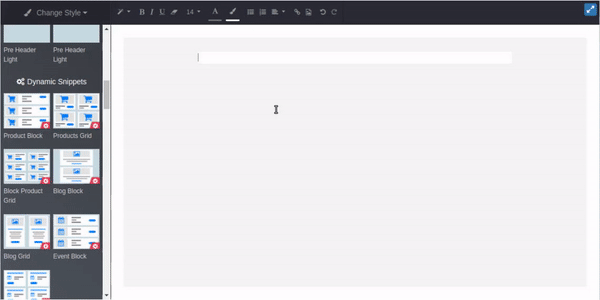 Change Style
B I U 14 A
Pre Header
Light
Pre Header
Light
Dynamic Snippets
Product Block
Products Grid
Block Product
Grid
Blog Block
Blog Grid
Event Block